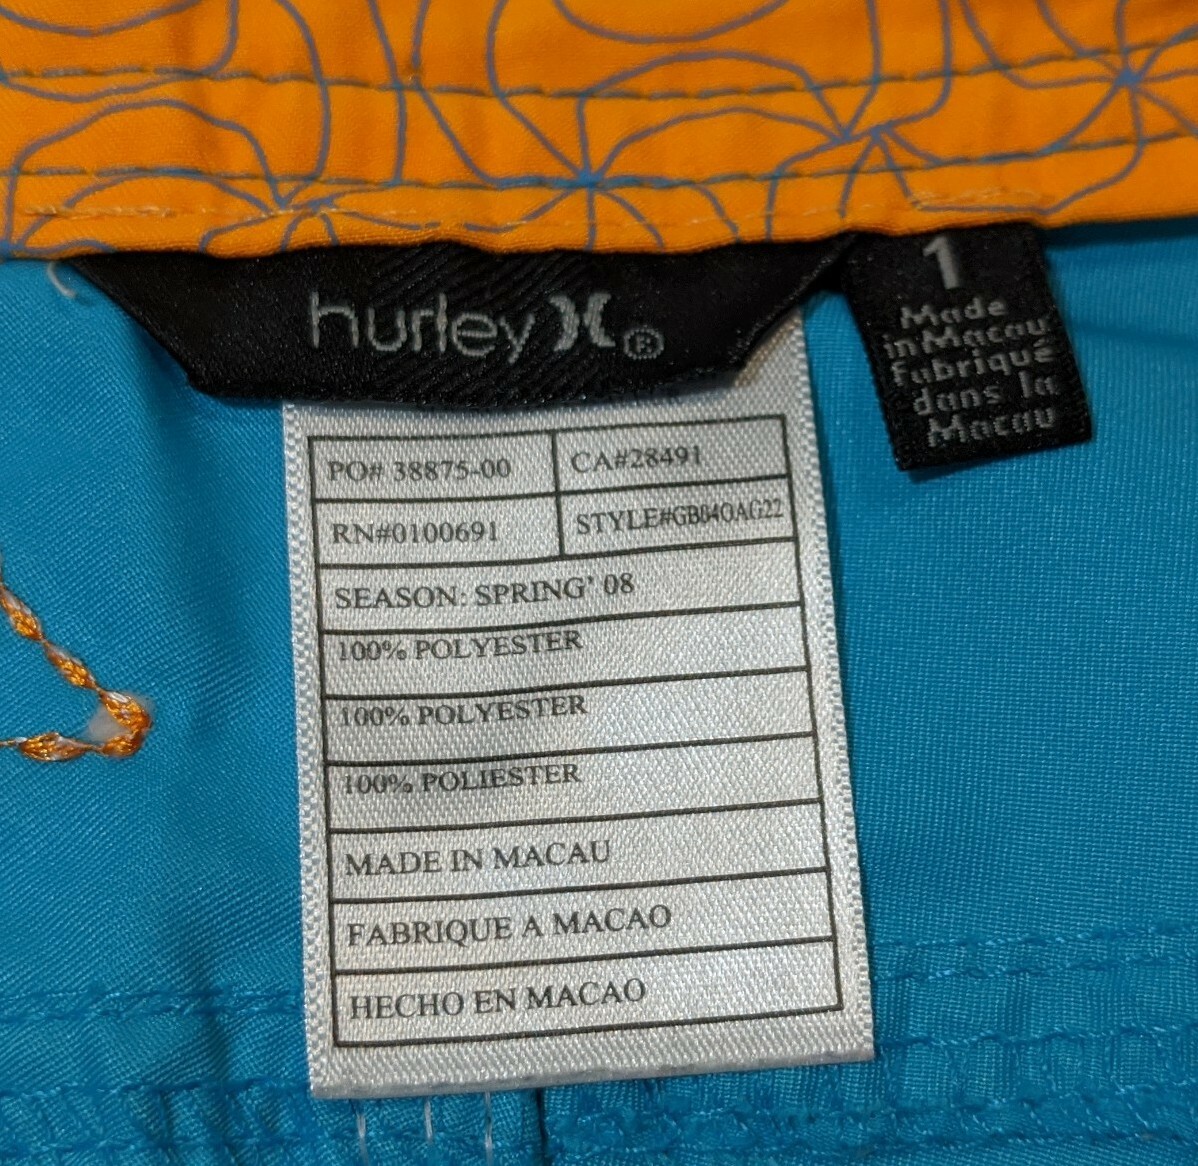 hurley ®
1
Made
in Macau
Fabriqué
dans la
Macau
PO# 38875-00 CA#28491
RN#0100691 STYLE#GB04OAG22
SEASON: SPRING' 08
100% POLYESTER
100% POLYESTER
100% POLIESTER
MADE IN MACAU
FABRIQUE A MACAO
HECHO EN MACAO